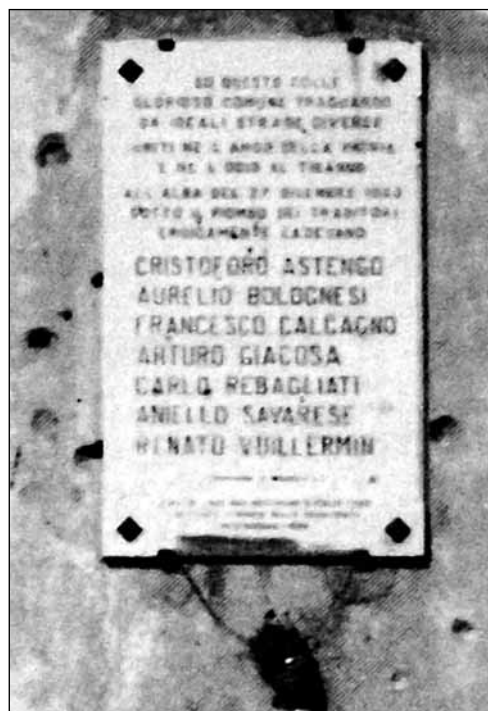 SU QUESTO COLLE
GLORIOSO COMUNE TRAGUARDO
DA IDEALI STRADE DIVERSE
UNITI NE L'AMOR DELLA PATRIA
E NE L'ODIO AL TIRANNO
ALL'ALBA DEL 27 DICEMBRE 1943
SOTTO IL PIOMBO DEI TRADITORI
EROICAMENTE CADEVANO
CRISTOFORO ASTENGO
AURELIO BOLOGNESI
FRANCESCO CALCAGNO
ARTURO GIACOSA
CARLO REBAGLIATI
ANIELLO SAVARESE
RENATO VUILLERMIN